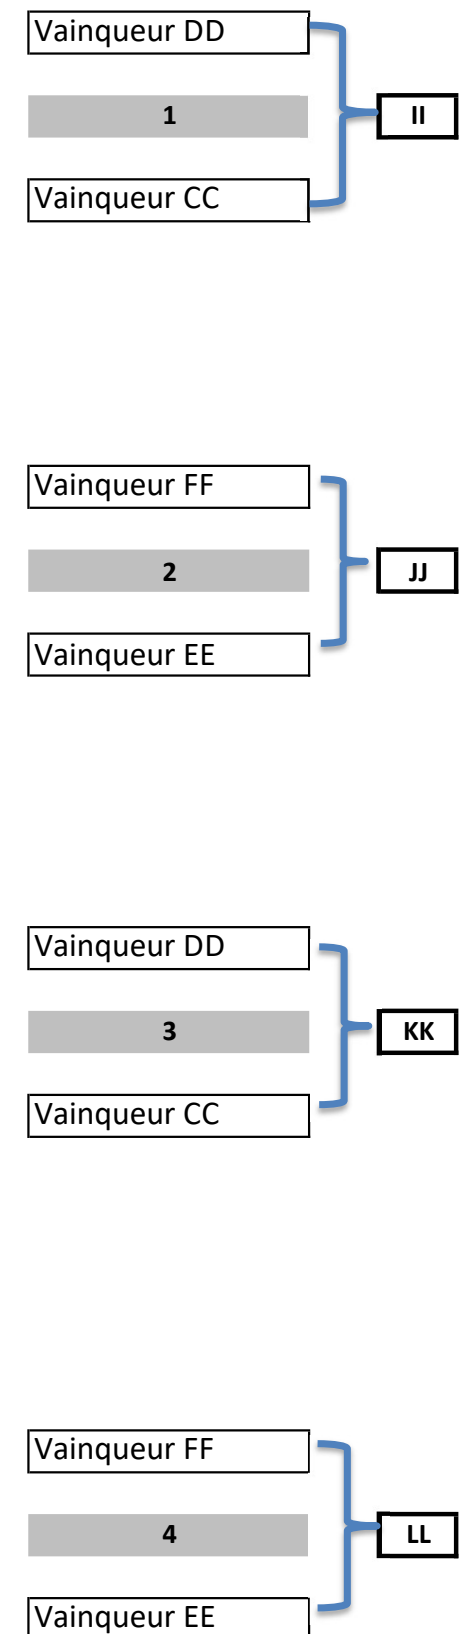 Vainqueur DD
1
II
Vainqueur CC
Vainqueur FF
2
JJ
Vainqueur EE
Vainqueur DD
3
KK
Vainqueur CC
Vainqueur FF
4
LL
Vainqueur EE